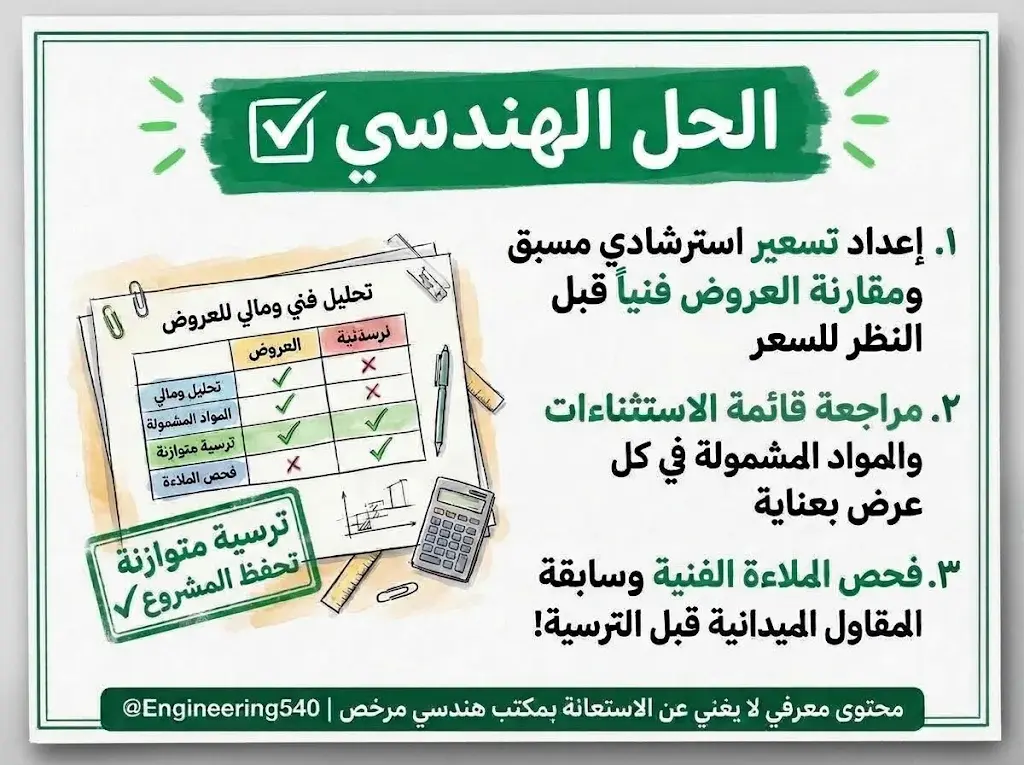 الحل الهندسي
١. إعداد تسعير استرشادي مسبق
ومقارنة العروض فنياً قبل
النظر للسعر
٢. مراجعة قائمة الاستثناءات
والمواد المشمولة في كل
عرض بعناية
٣. فحص الملاءة الفنية وسابقة
المقاول الميدانية قبل الترسية!
تحليل فني ومالي للعروض
العروض
تحليل ومالي
المواد المشمولة
ترسية متوازنة
فحص الملاءة
ترسية متوازنة
تحفظ المشروع
محتوى معرفي لا يغني عن الاستعانة بمكتب هندسي مرخص | @Engineering540